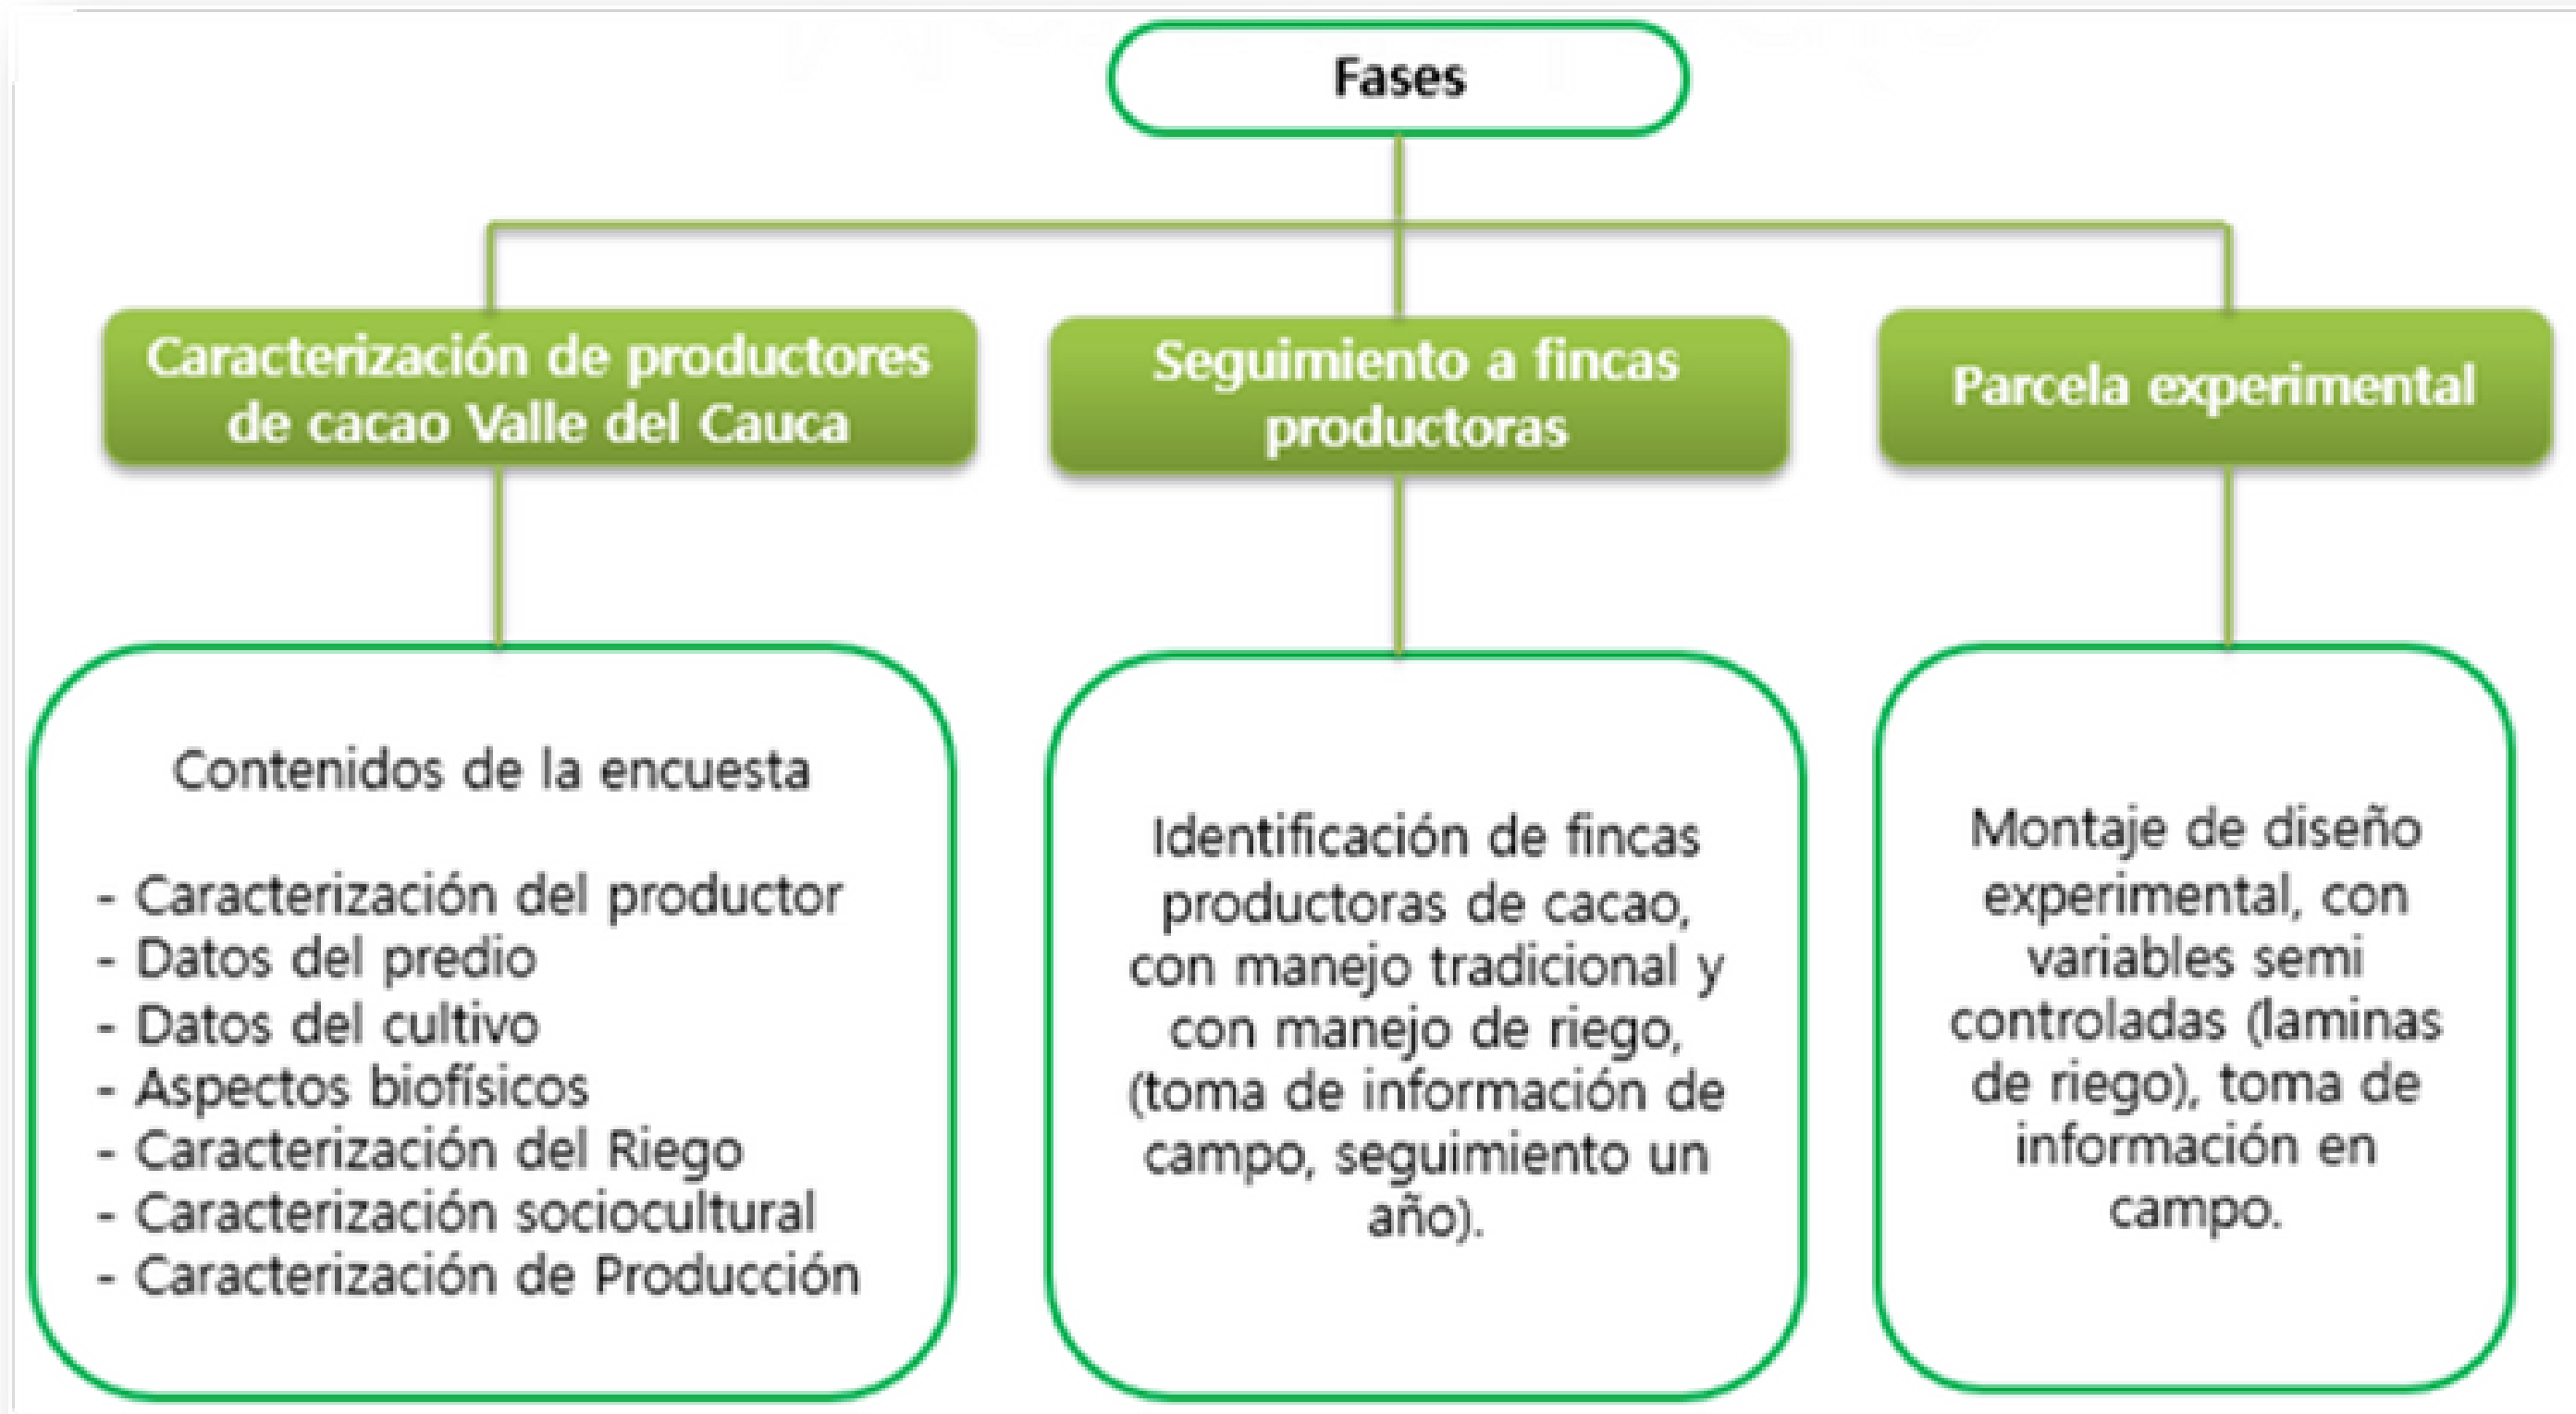 Fases
Caracterización de productores
de cacao Valle del Cauca
Seguimiento a fincas
productoras
Parcela experimental
Contenidos de la encuesta
- Caracterización del productor
- Datos del predio
- Datos del cultivo
- Aspectos biofísicos
- Caracterización del Riego
- Caracterización sociocultural
- Caracterización de Producción
Identificación de fincas
productoras de cacao,
con manejo tradicional y
con manejo de riego,
(toma de información de
campo, seguimiento un
año).
Montaje de diseño
experimental, con
variables semi
controladas (laminas
de riego), toma de
información en
campo.